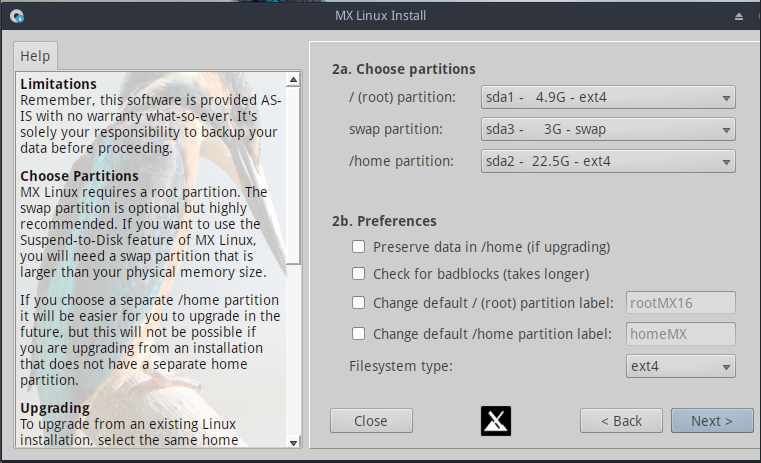 MX Linux Install
Help
Limitations
Remember, this software is provided AS-
IS with no warranty what-so-ever. It's
solely your responsibility to backup your
data before proceeding.
Choose Partitions
MX Linux requires a root partition. The
swap partition is optional but highly
recommended. If you want to use the
Suspend-to-Disk feature of MX Linux,
you will need a swap partition that is
larger than your physical memory size.
If you choose a separate /home partition
it will be easier for you to upgrade in the
future, but this will not be possible if
you are upgrading from an installation
that does not have a separate home
partition.
Upgrading
To upgrade from an existing Linux
installation, select the same home
2a. Choose partitions
/ (root) partition: sda1 - 4.9G - ext4
swap partition: sda3 - 3G - swap
/home partition: sda2 - 22.5G - ext4
2b. Preferences
Preserve data in /home (if upgrading)
Check for badblocks (takes longer)
Change default / (root) partition label: rootMX16
Change default /home partition label: homeMX
Filesystem type: ext4
Close < Back Next >